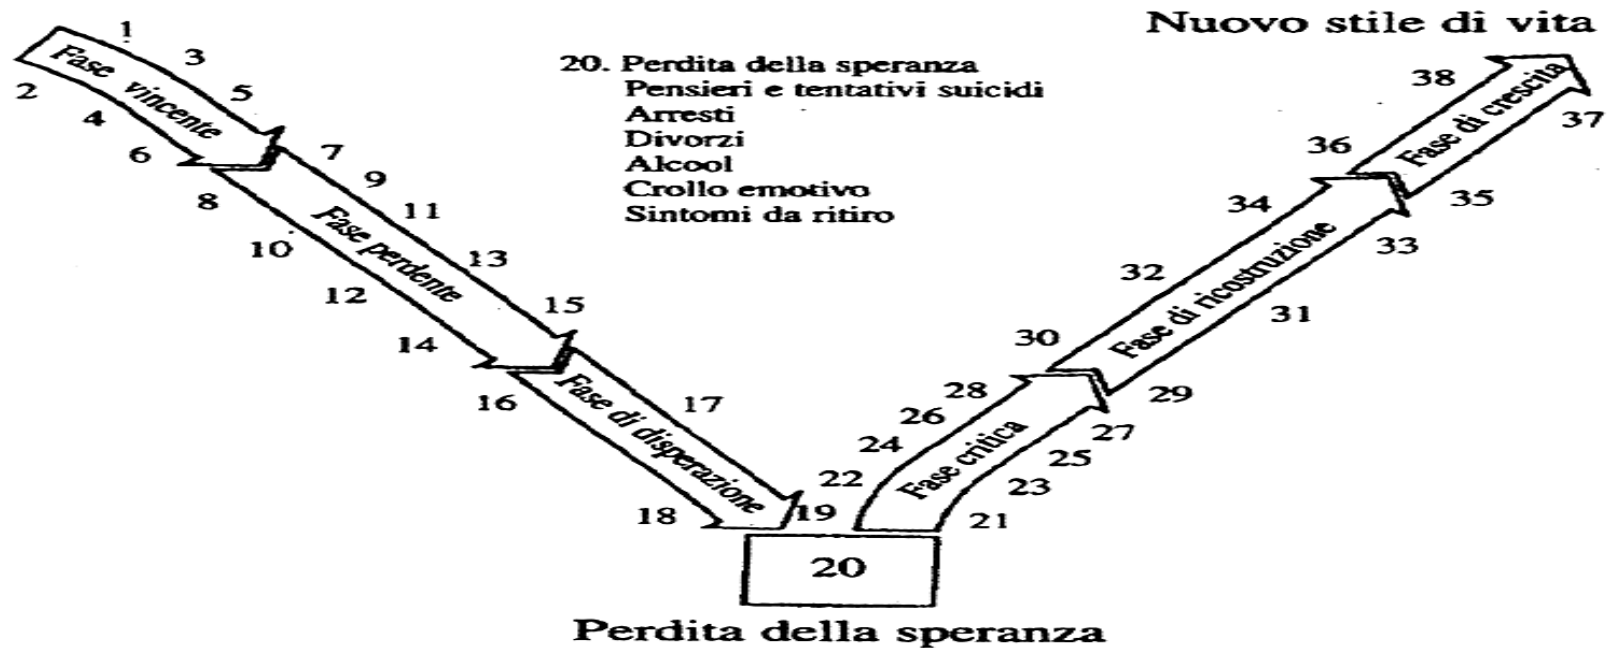 Nuovo stile di vita
20. Perdita della speranza
Pensieri e tentativi suicidi
Arresti
Divorzi
Alcool
Crollo emotivo
Sintomi da ritiro
1
3
5
2
4
6
Fase vincente
7
9
11
13
15
8
10
12
14
Fase perdente
16
17
18
19
Fase di disperazione
20
Perdita della speranza
21
22
23
24
25
26
27
28
Fase critica
29
30
31
32
33
34
Fase di ricostruzione
35
36
37
38
Fase di crescita